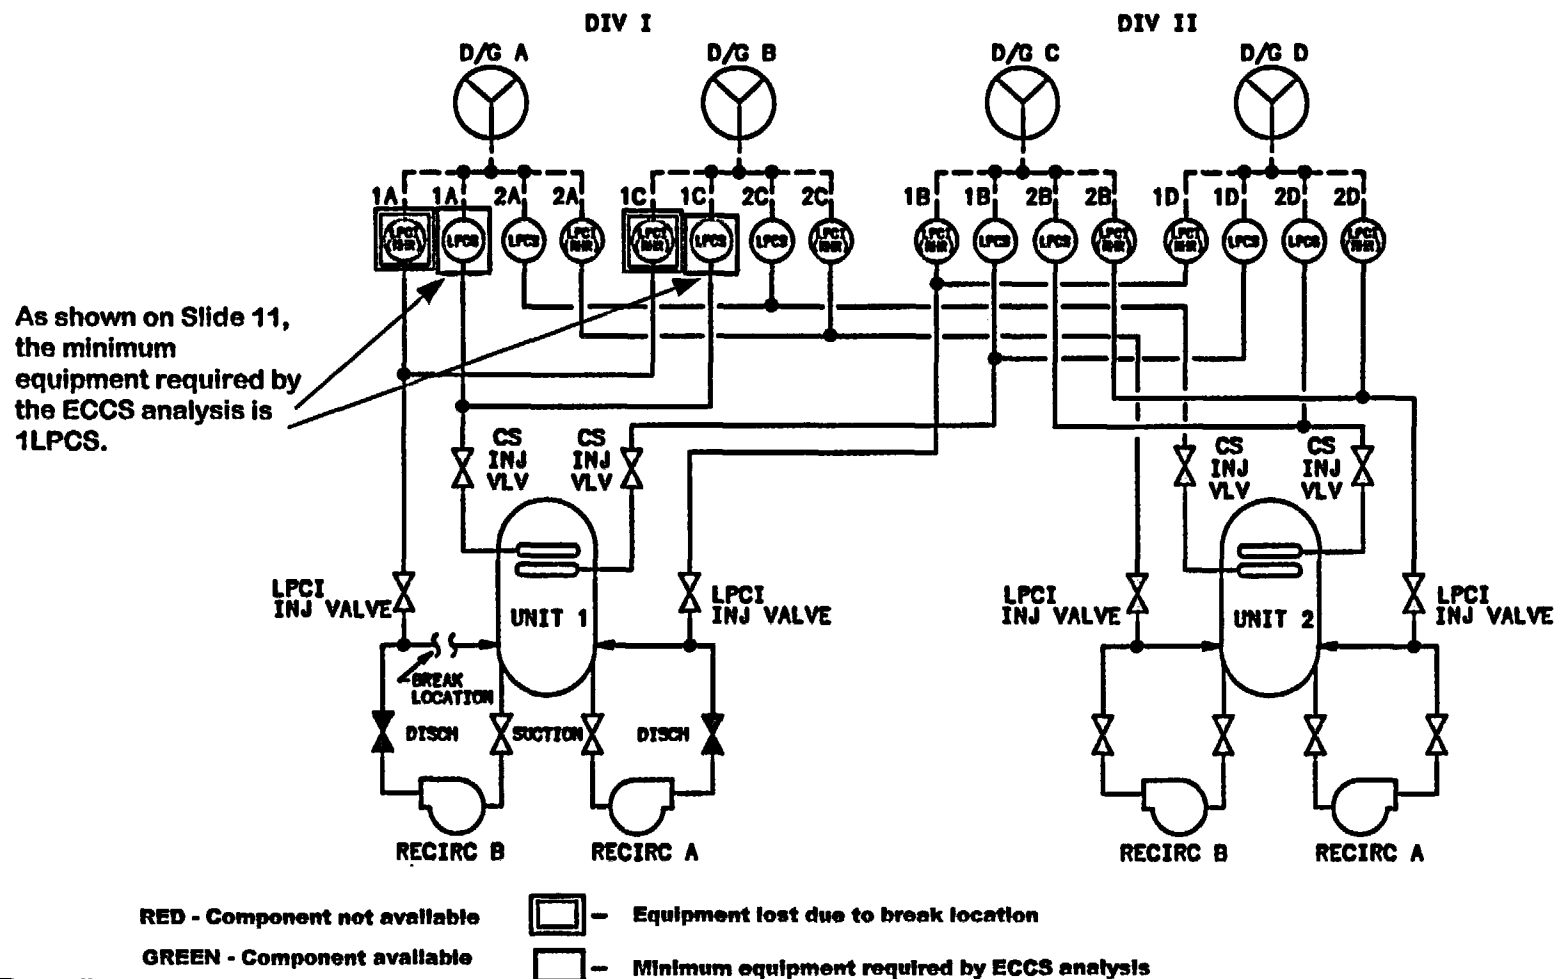 DIV I
DIV II
D/G A
D/G B
D/G C
D/G D
1A
1A
2A
2A
1C
1C
2C
2C
1B
1B
2B
2B
1D
1D
2D
2D
LPCI RHR
LPCS
LPCS
LPCI RHR
LPCI RHR
LPCS
LPCS
LPCI RHR
LPCI RHR
LPCS
LPCS
LPCI RHR
LPCI RHR
LPCS
LPCS
LPCI RHR
As shown on Slide 11,
the minimum
equipment required by
the ECCS analysis is
1LPCS.
CS
INJ
VLV
CS
INJ
VLV
CS
INJ
VLV
CS
INJ
VLV
LPCI
INJ VALVE
UNIT 1
LPCI
INJ VALVE
LPCI
INJ VALVE
UNIT 2
LPCI
INJ VALVE
BREAK
LOCATION
DISCH
SUCTION
DISCH
RECIRC B
RECIRC A
RECIRC B
RECIRC A
RED - Component not available
– Equipment lost due to break location
GREEN - Component available
– Minimum equipment required by ECCS analysis